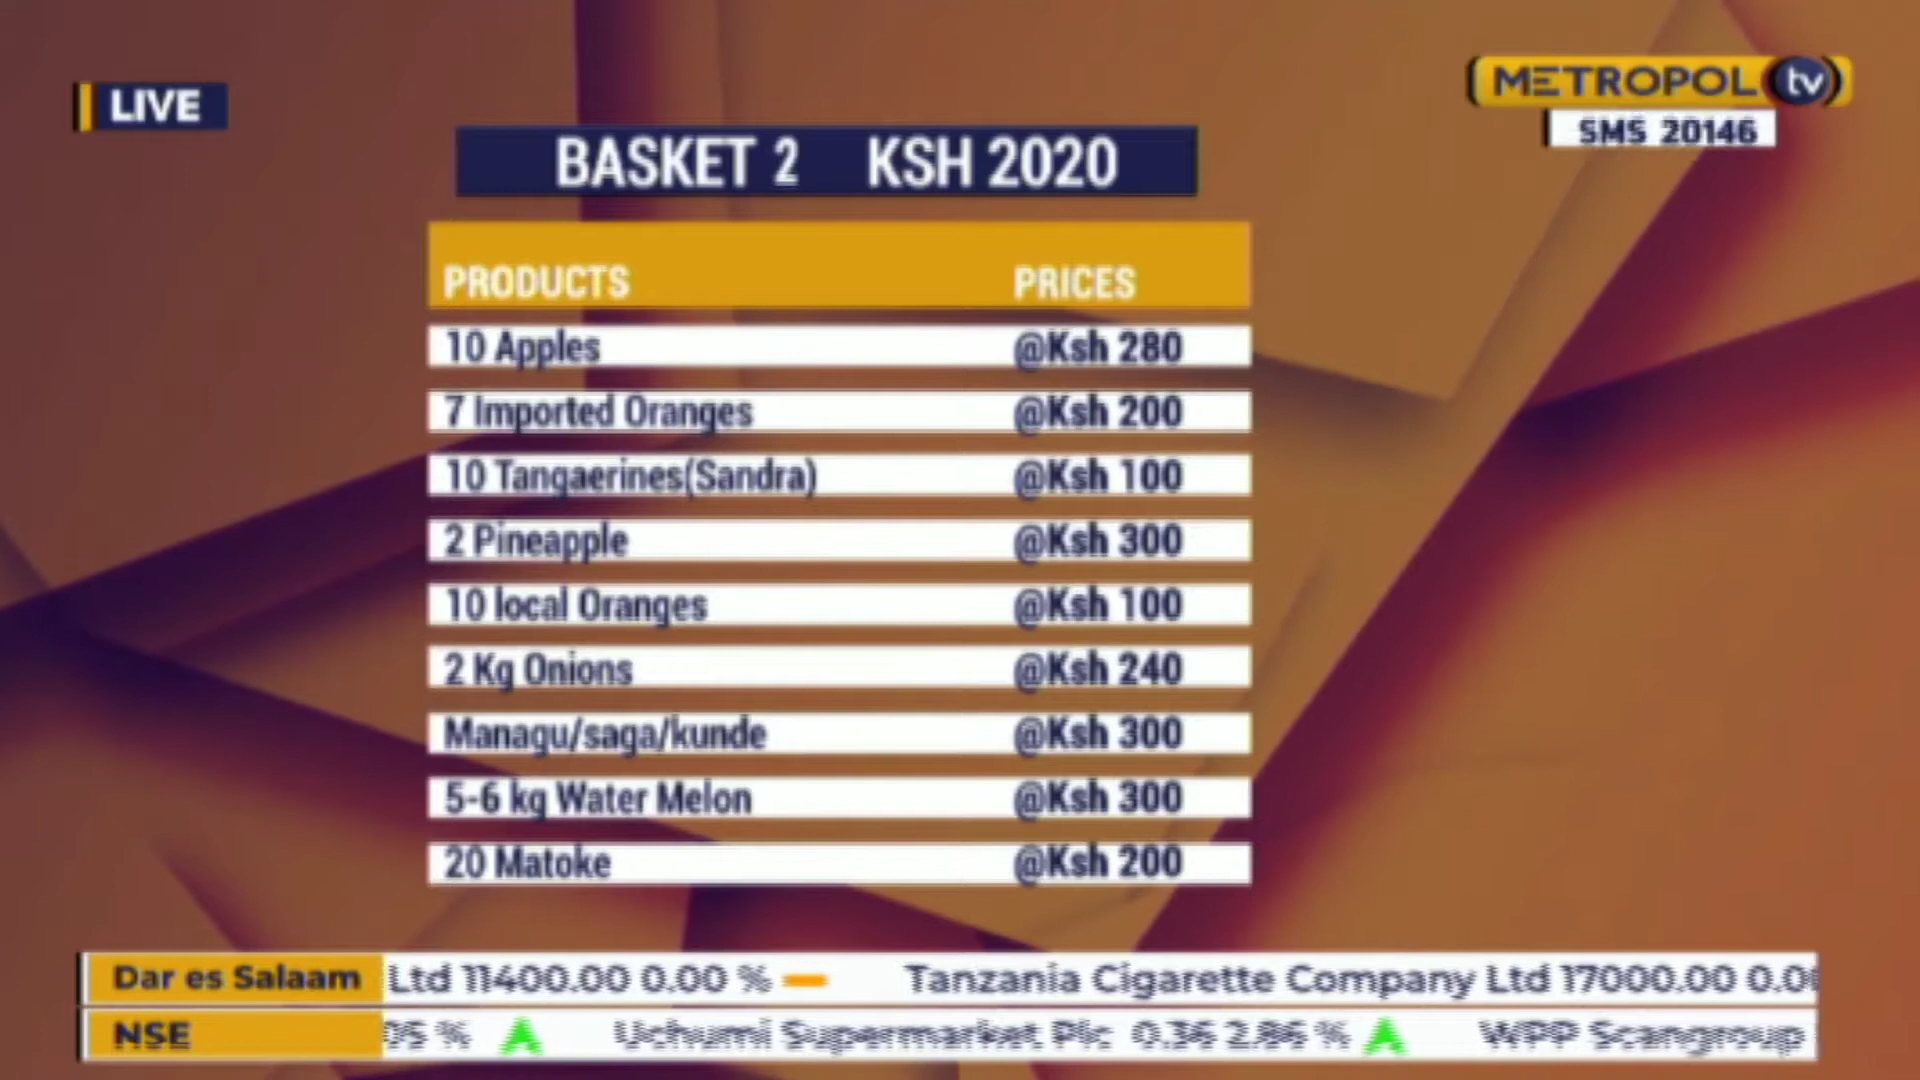 LIVE
METROPOL tv
SMS 20146
BASKET 2 KSH 2020
PRODUCTS PRICES
10 Apples @Ksh 280
7 Imported Oranges @Ksh 200
10 Tangaerines(Sandra) @Ksh 100
2 Pineapple @Ksh 300
10 local Oranges @Ksh 100
2 Kg Onions @Ksh 240
Managu/saga/kunde @Ksh 300
5-6 kg Water Melon @Ksh 300
20 Matoke @Ksh 200
Dar es Salaam Ltd 11400.00 0.00 % Tanzania Cigarette Company Ltd 17000.00 0.0
NSE 05 % Uchumi Supermarket Plc 0.36 2.86 % WPP Scangroup